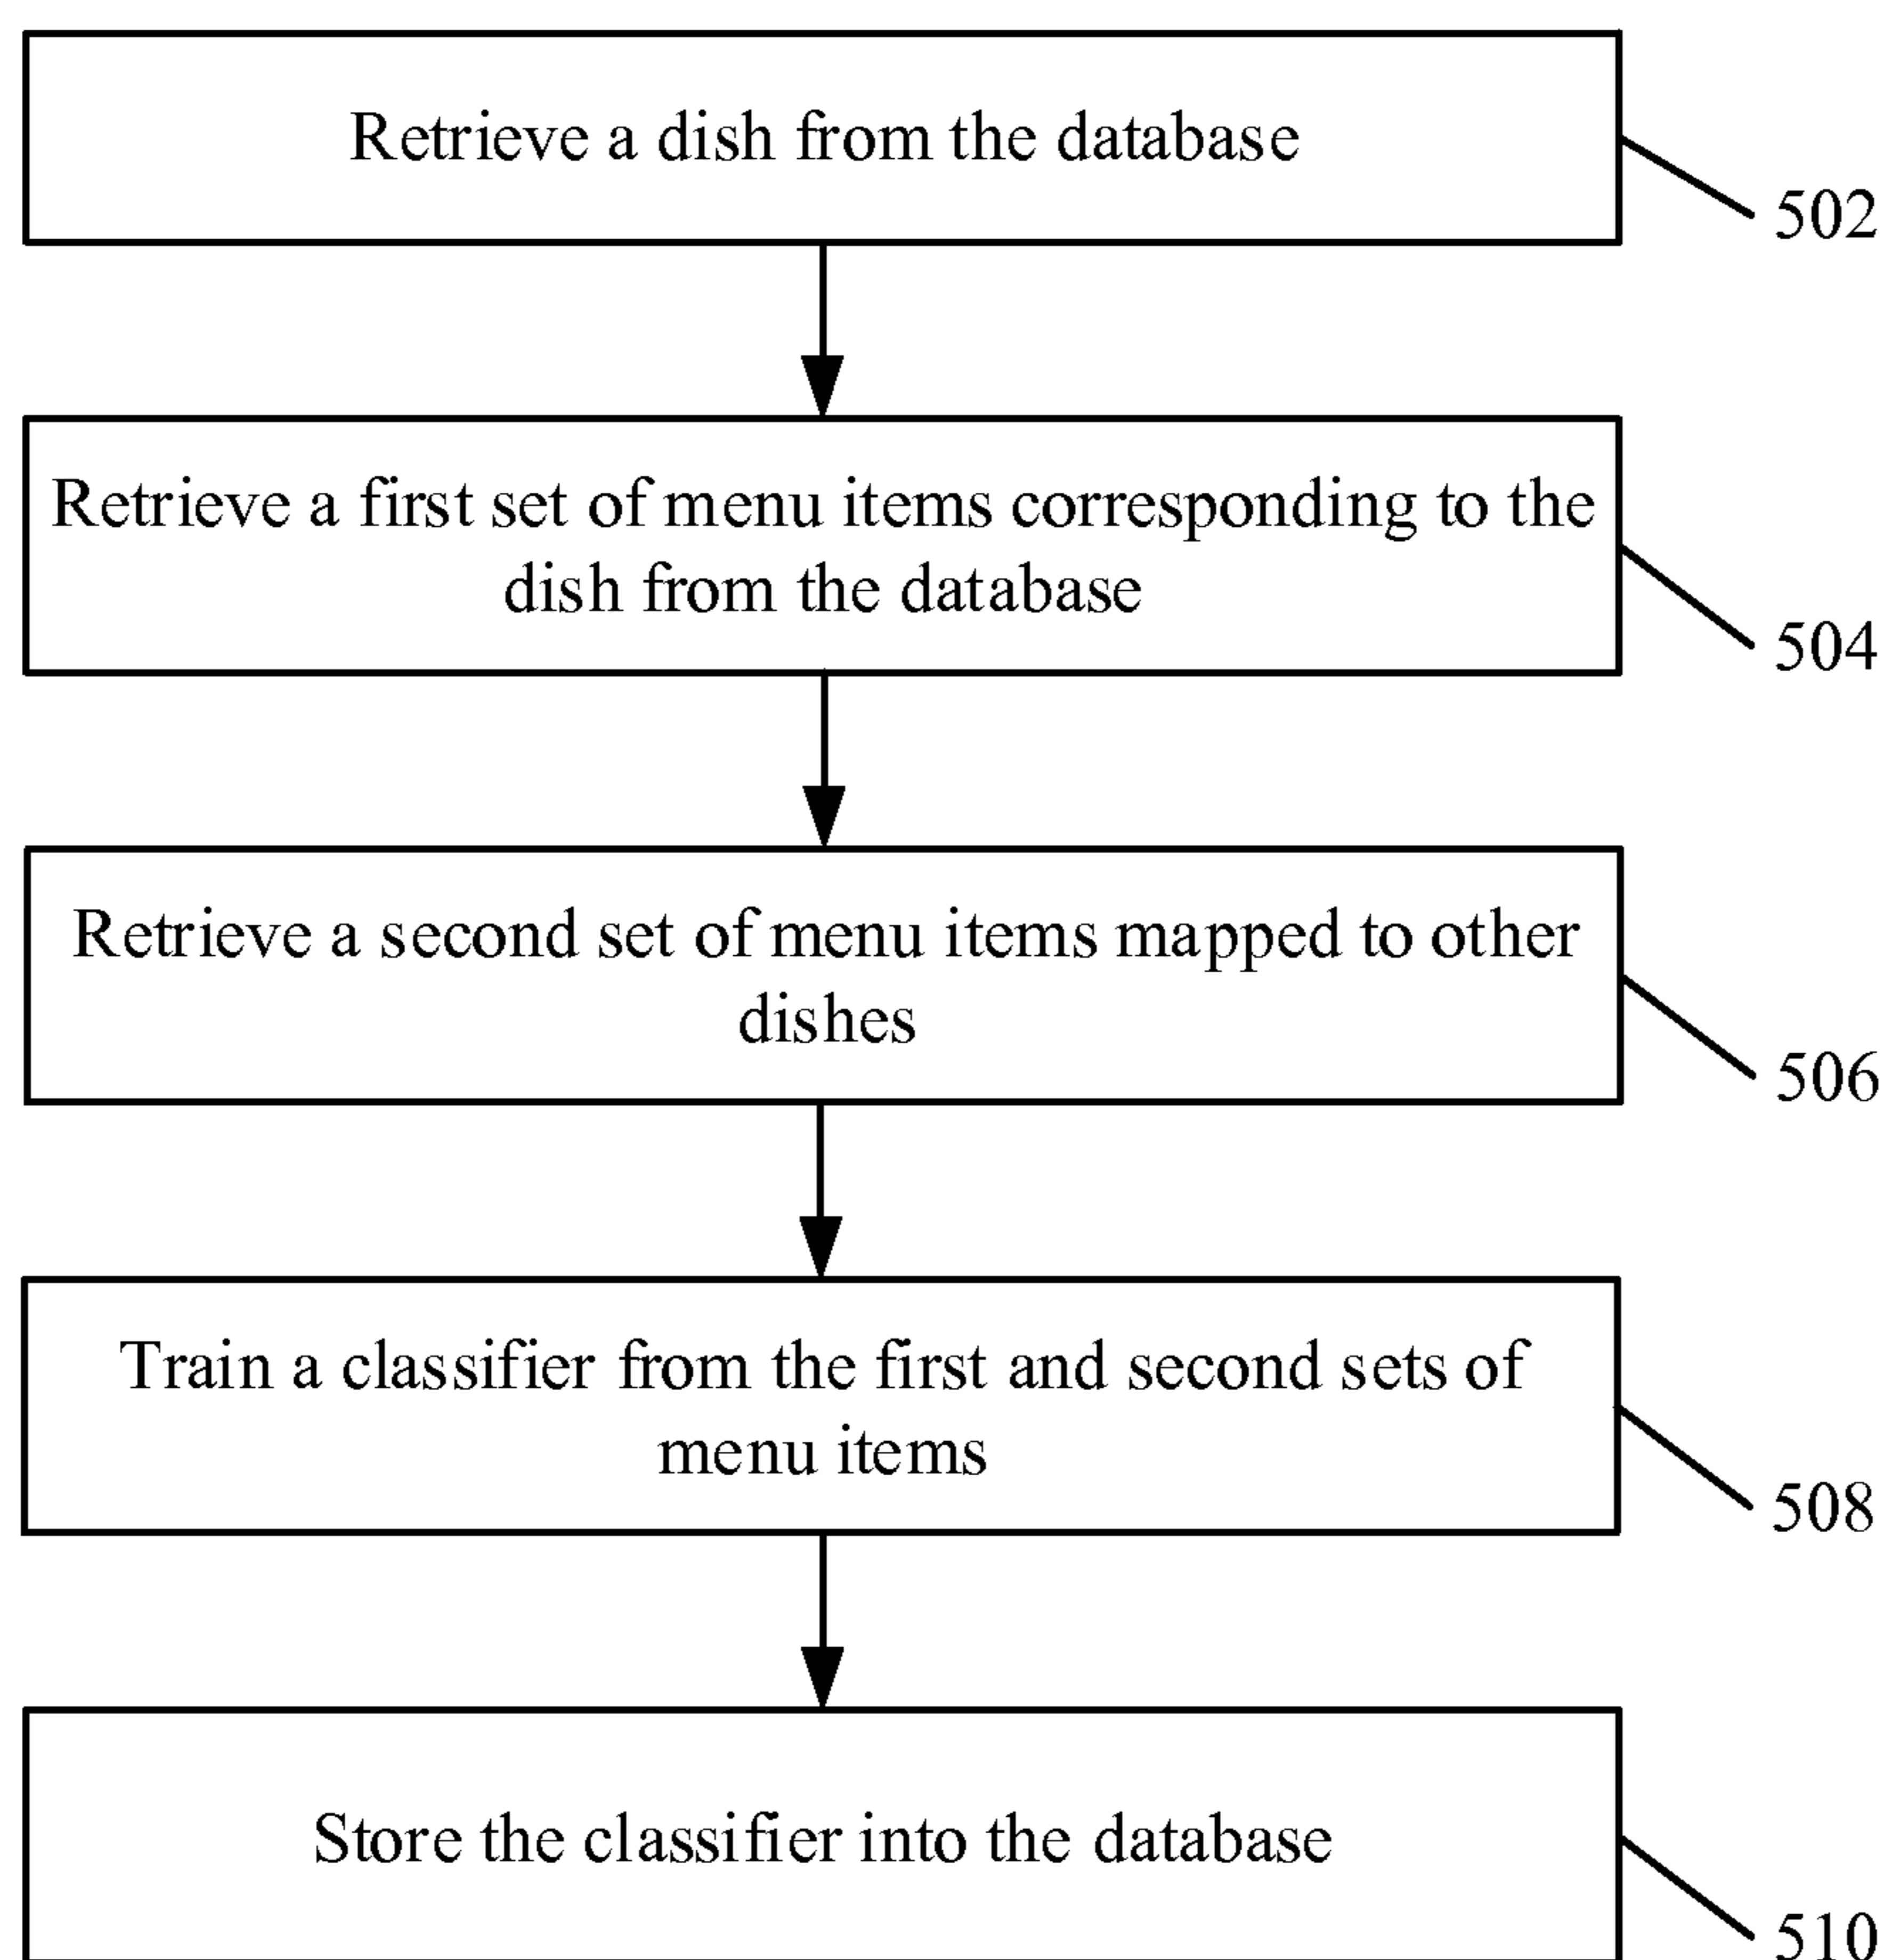 Retrieve a dish from the database
502
Retrieve a first set of menu items corresponding to the
dish from the database
504
Retrieve a second set of menu items mapped to other
dishes
506
Train a classifier from the first and second sets of
menu items
508
Store the classifier into the database
510